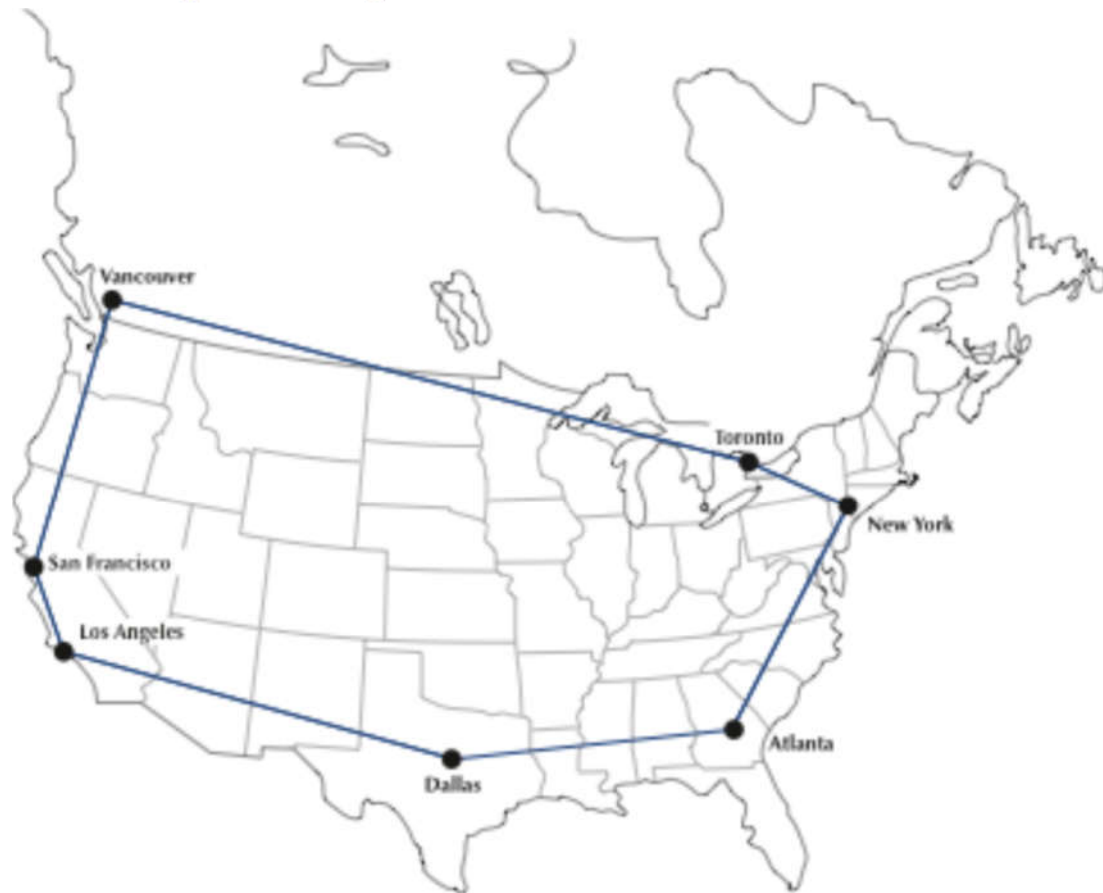 Vancouver
Toronto
New York
San Francisco
Los Angeles
Atlanta
Dallas